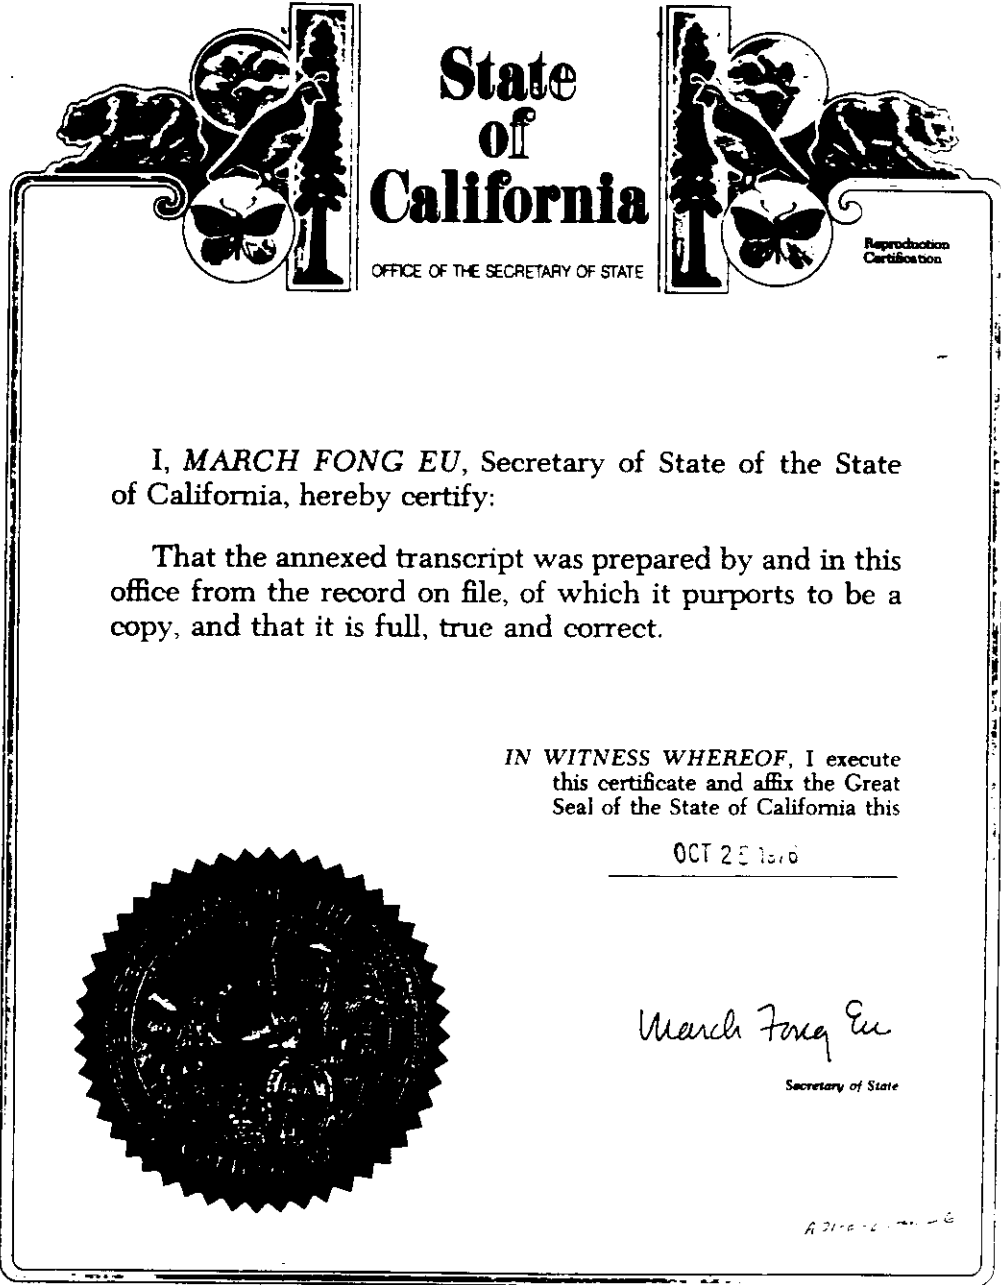 State
of
California
OFFICE OF THE SECRETARY OF STATE
Reproduction
Certification
I, MARCH FONG EU, Secretary of State of the State
of California, hereby certify:
That the annexed transcript was prepared by and in this
office from the record on file, of which it purports to be a
copy, and that it is full, true and correct.
IN WITNESS WHEREOF, I execute
this certificate and affix the Great
Seal of the State of California this
OCT
March Fong Eu
Secretary of State